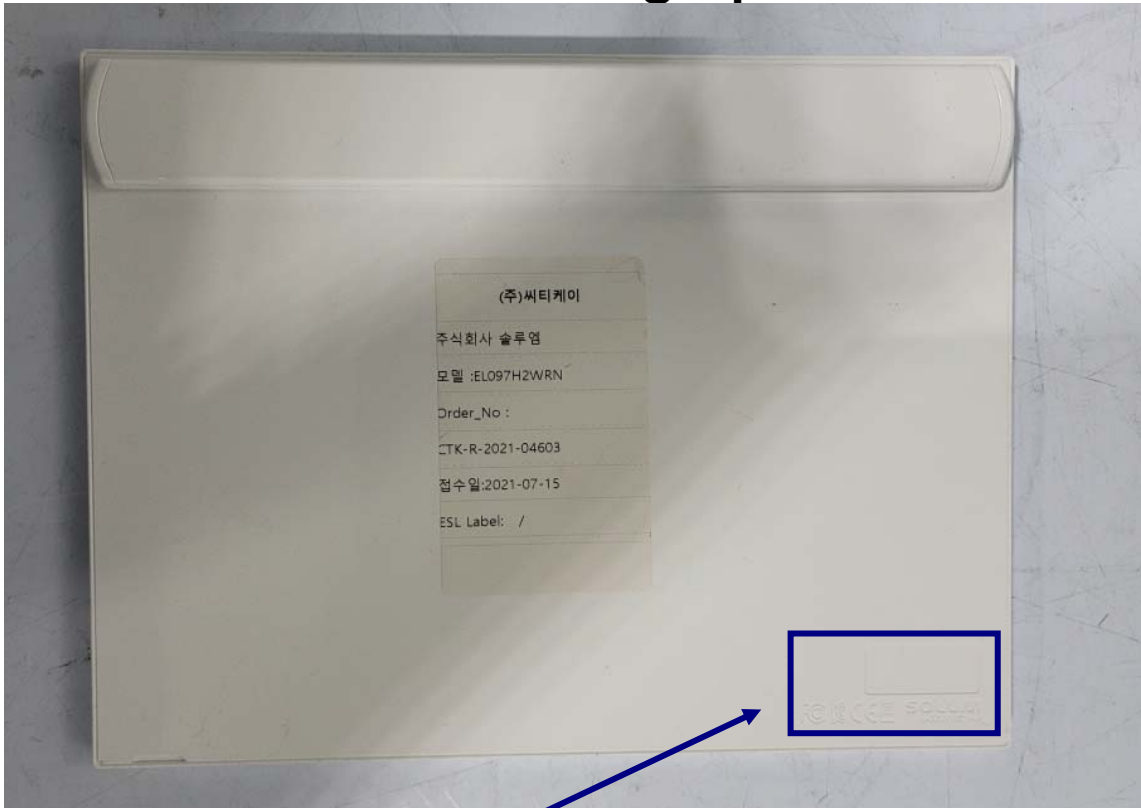 (주)씨티케이
주식회사 솔루엠
모델 :EL097H2WRN
Order_No :
CTK-R-2021-04603
접수일:2021-07-15
ESL Label: /
SOLUM